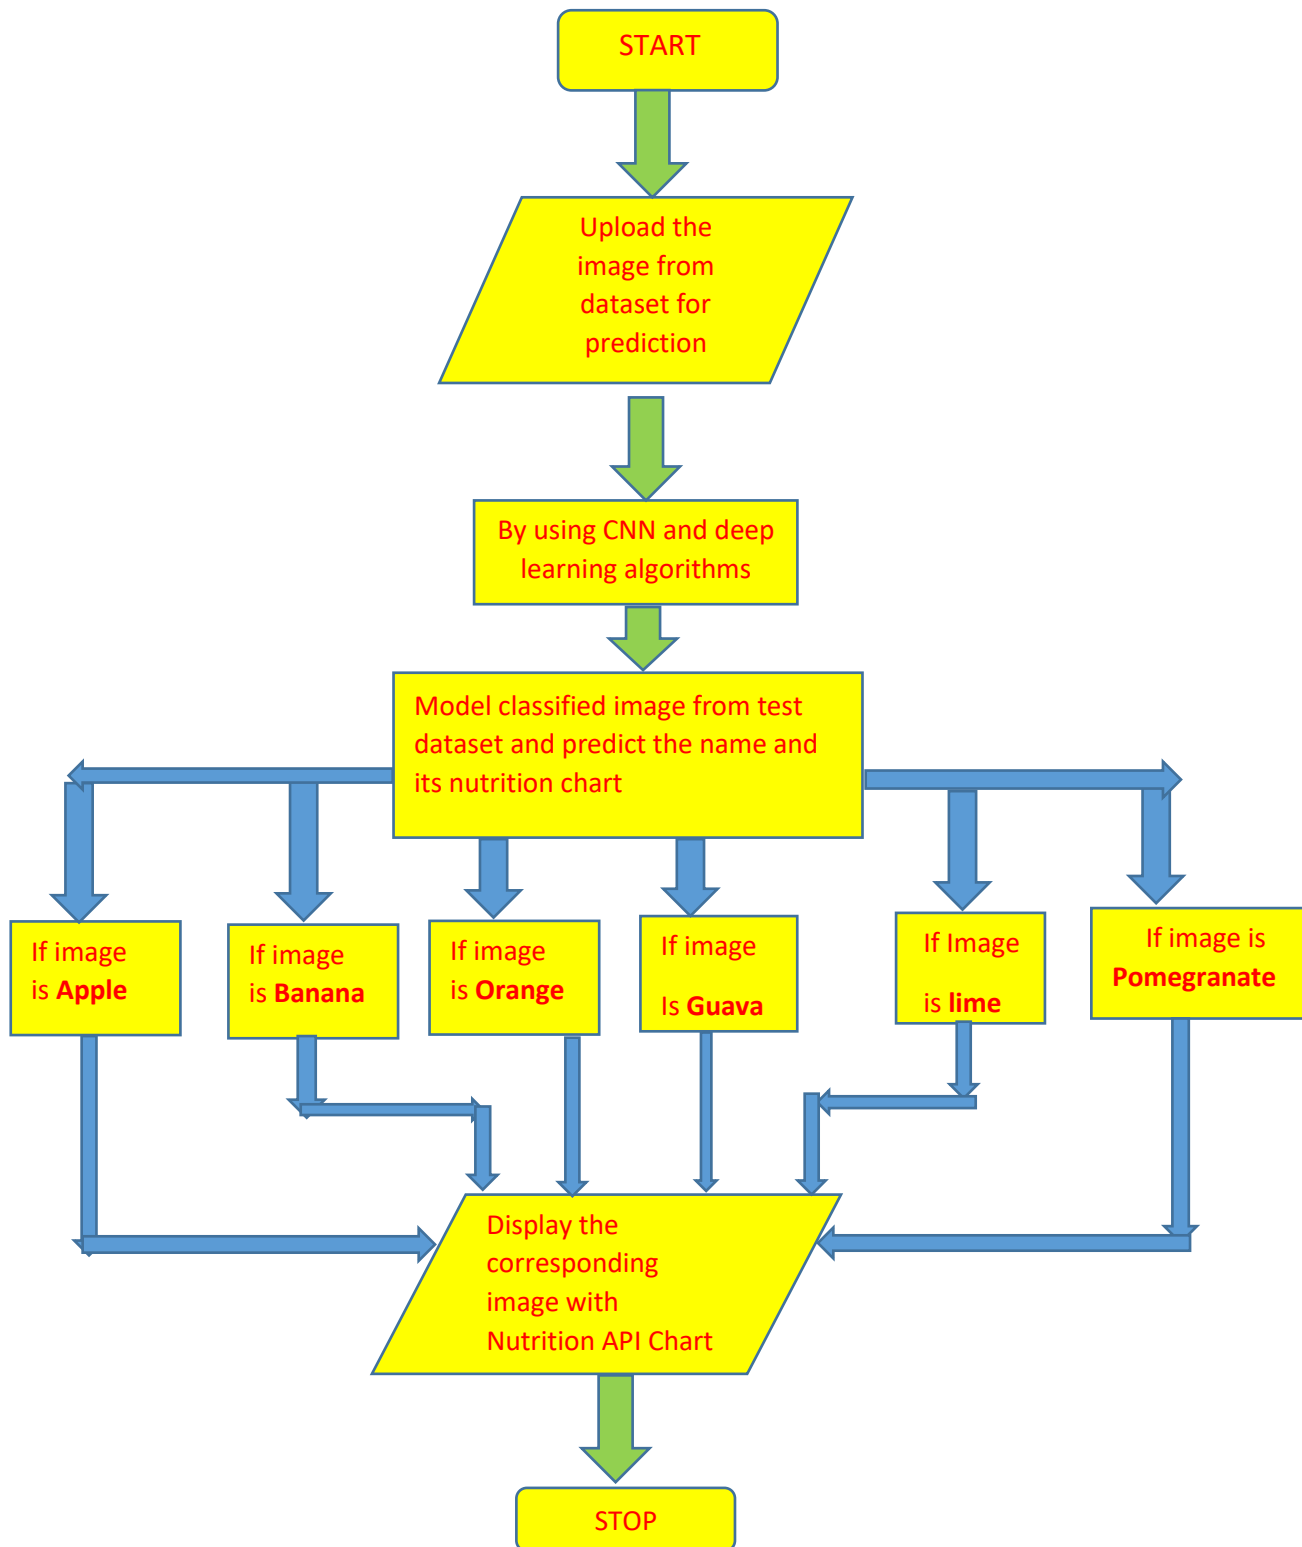 START
Upload the
image from
dataset for
prediction
By using CNN and deep
learning algorithms
Model classified image from test
dataset and predict the name and
its nutrition chart
If image
is Apple
If image
is Banana
If image
is Orange
If image
Is Guava
If Image
is lime
If image is
Pomegranate
Display the
corresponding
image with
Nutrition API Chart
STOP